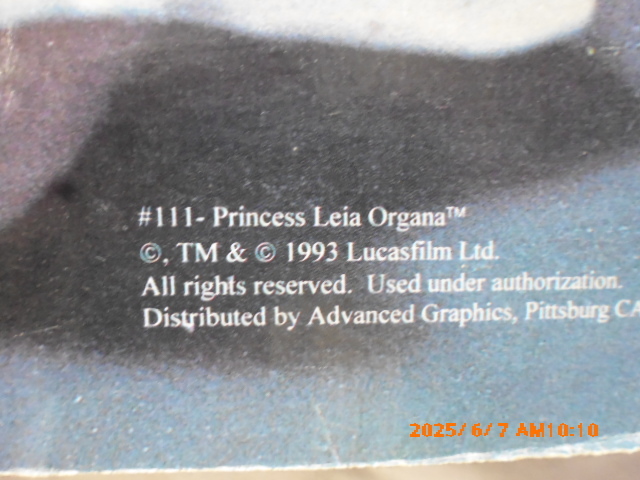 #111- Princess Leia Organa™
©, TM & © 1993 Lucasfilm Ltd.
All rights reserved. Used under authorization.
Distributed by Advanced Graphics, Pittsburg CA
2025/ 6/ 7 AM10:10